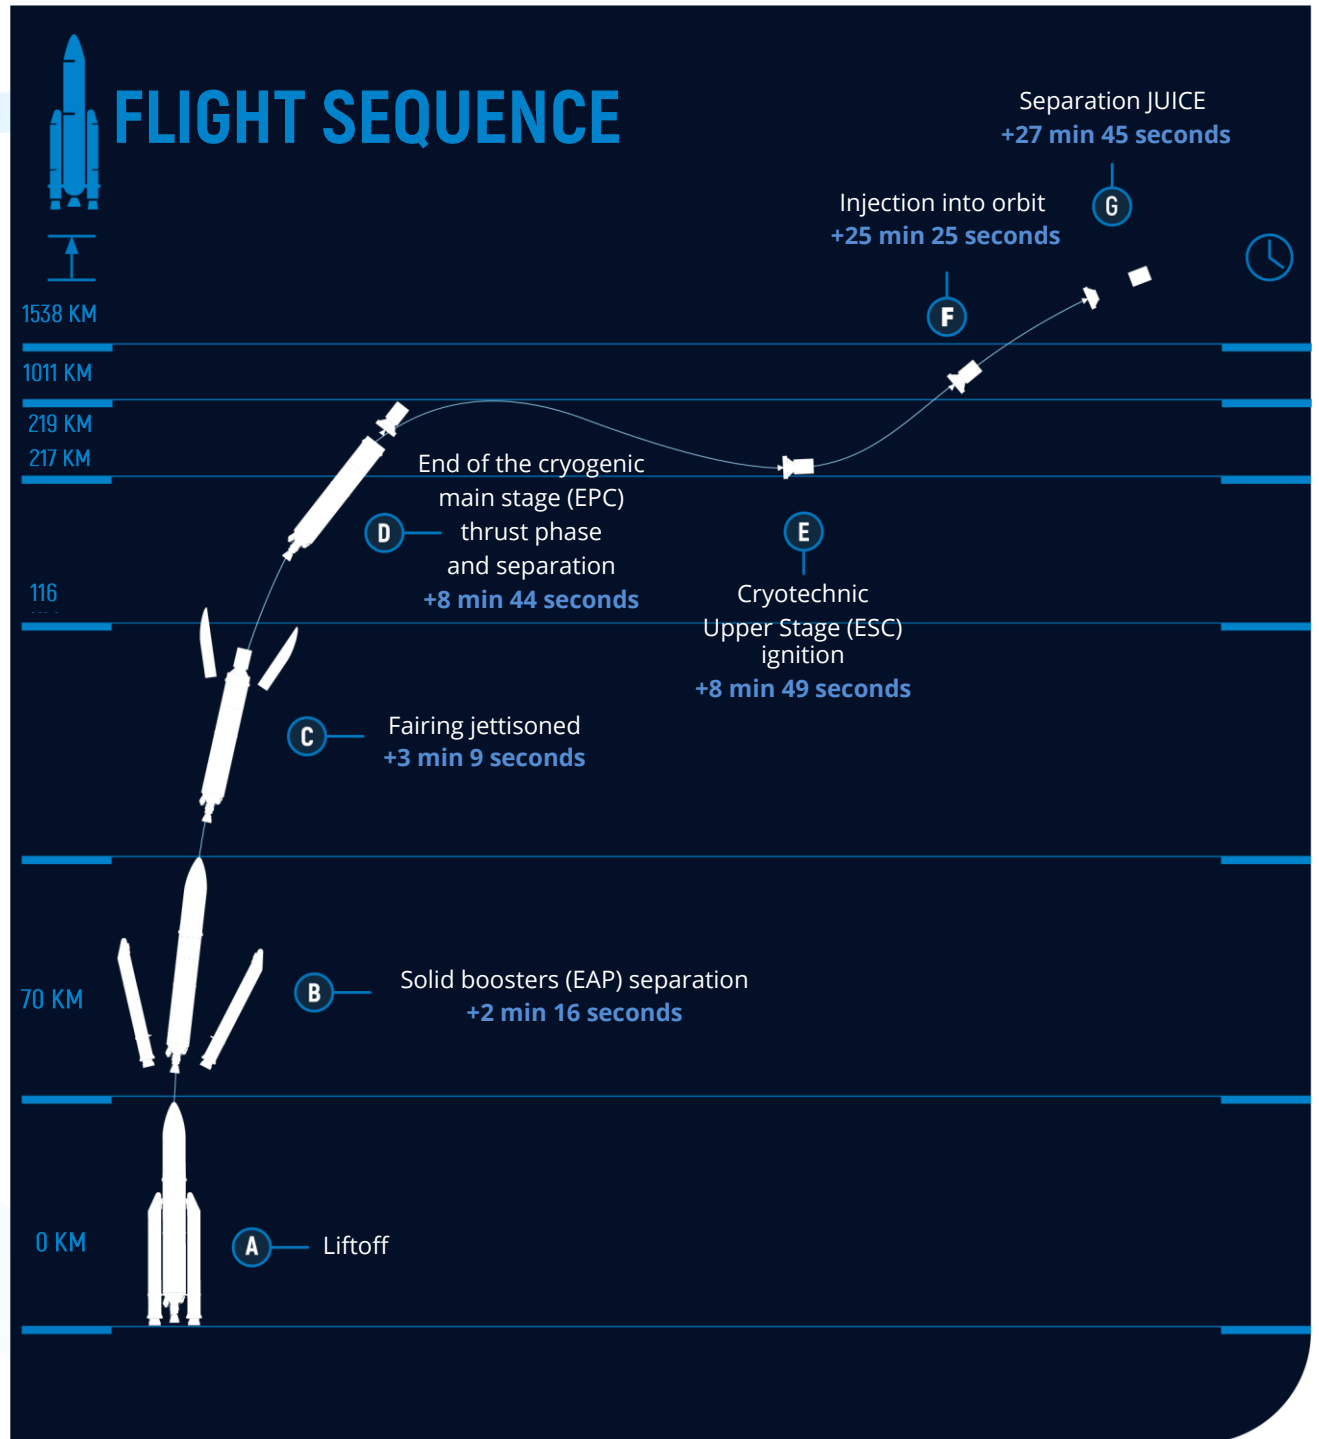 FLIGHT SEQUENCE
Separation JUICE
+27 min 45 seconds
G
Injection into orbit
+25 min 25 seconds
F
1538 KM
1011 KM
219 KM
217 KM
End of the cryogenic
main stage (EPC)
thrust phase
and separation
+8 min 44 seconds
D
E
Cryotechnic
Upper Stage (ESC)
ignition
+8 min 49 seconds
116
C
Fairing jettisoned
+3 min 9 seconds
70 KM
B
Solid boosters (EAP) separation
+2 min 16 seconds
0 KM
A
Liftoff